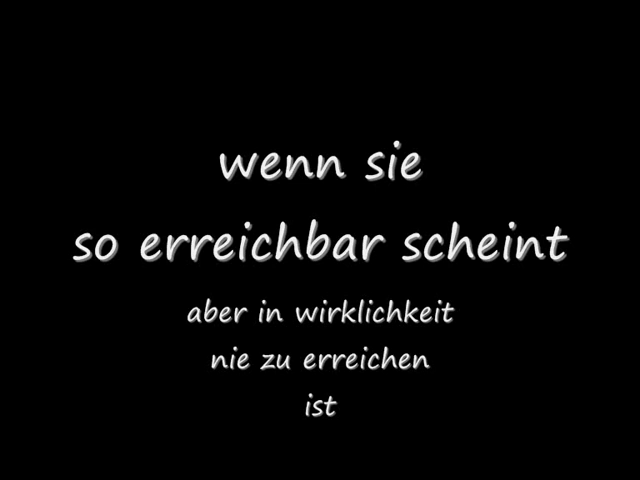 wenn sie
so erreichbar scheint
aber in wirklichkeit
nie zu erreichen
ist